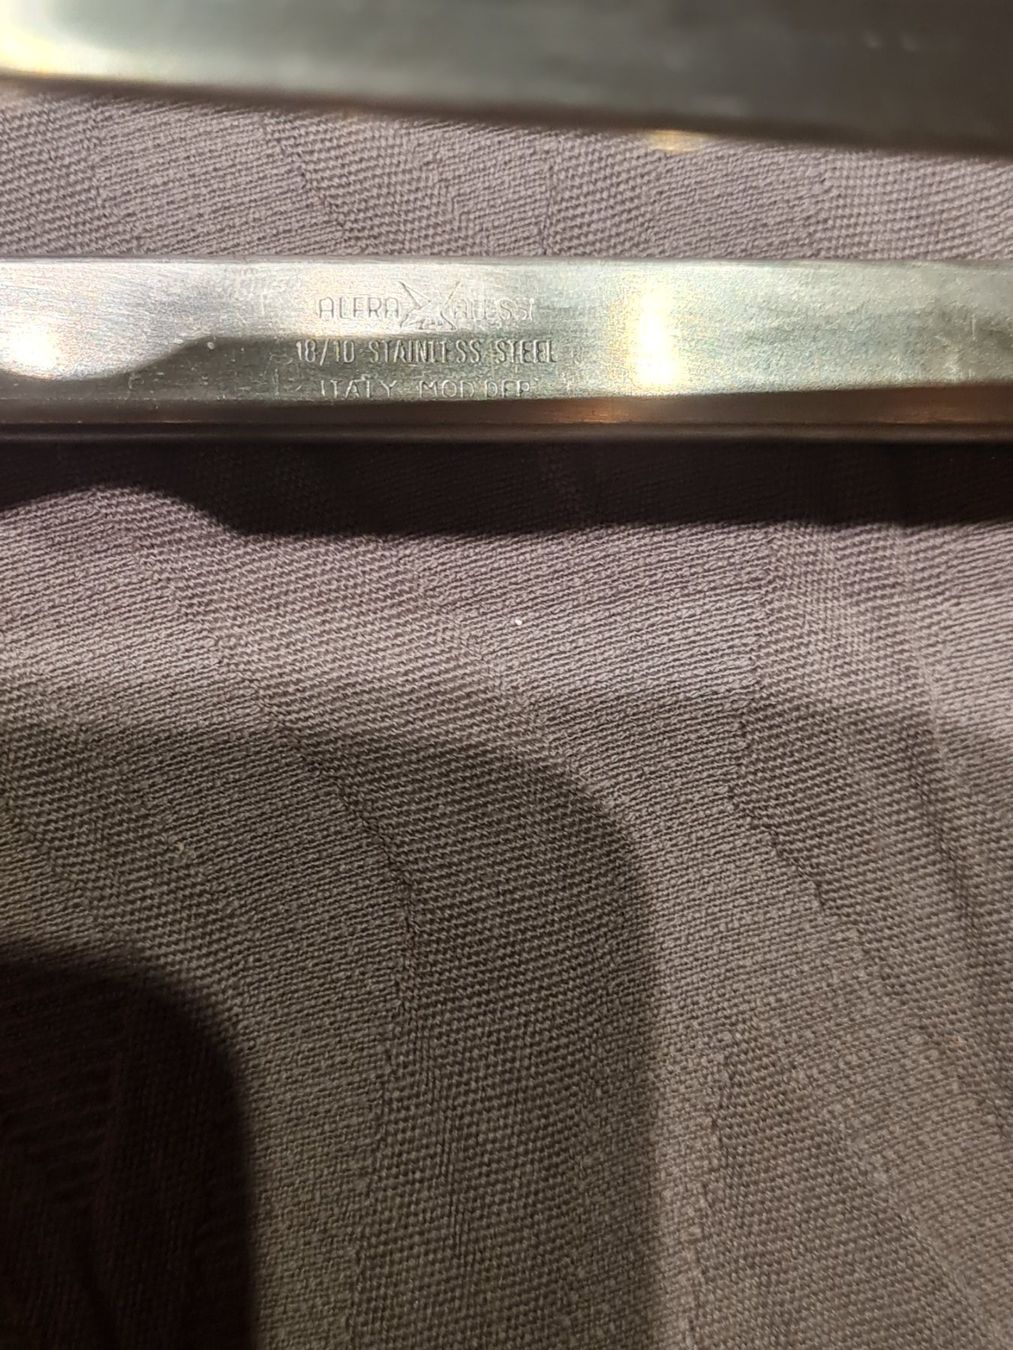 ALFRA ALESSI
18/10 STAINLESS STEEL
ITALY MOD DEP